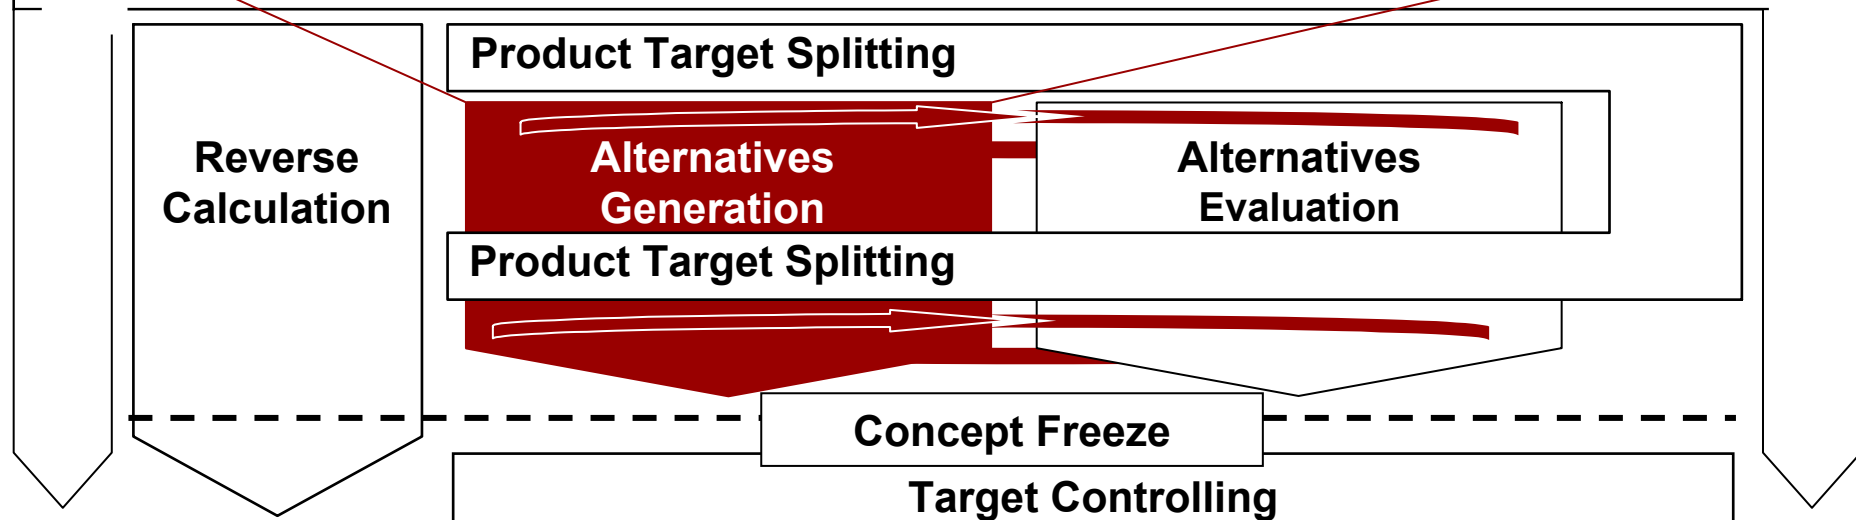 Product Target Splitting
Reverse
Calculation
Alternatives
Generation
Alternatives
Evaluation
Product Target Splitting
Concept Freeze
Target Controlling